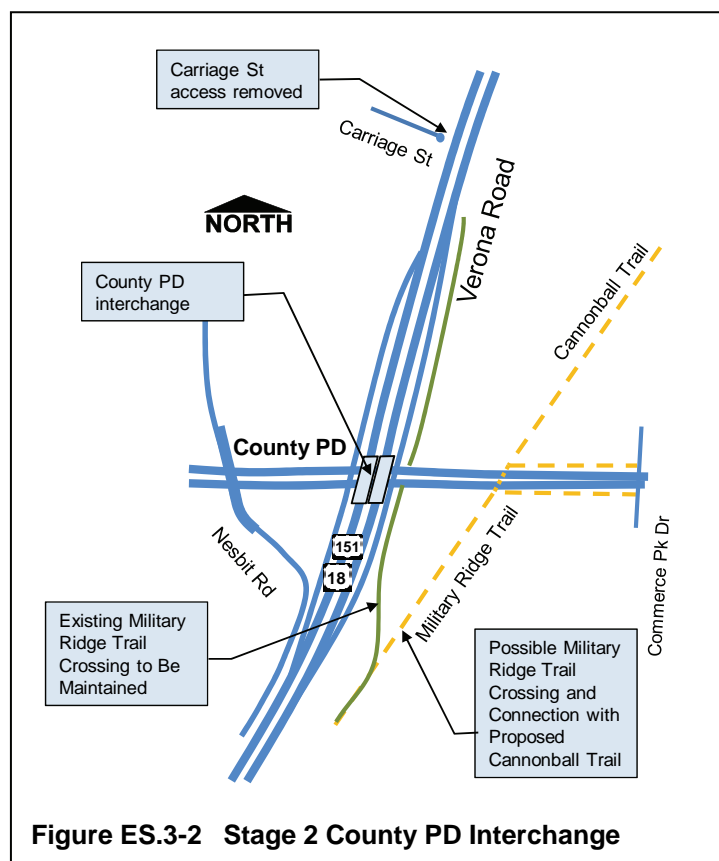 Carriage St
access removed
Carriage St
NORTH
Verona Road
County PD
interchange
Cannonball Trail
County PD
151
18
Nesbit Rd
Military Ridge Trail
Commerce Pk Dr
Existing Military
Ridge Trail
Crossing to Be
Maintained
Possible Military
Ridge Trail
Crossing and
Connection with
Proposed
Cannonball Trail
Figure ES.3-2 Stage 2 County PD Interchange